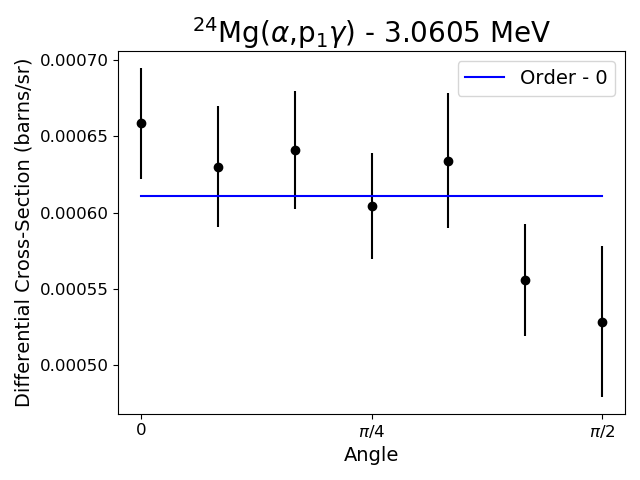 ²⁴Mg(α,p₁γ) - 3.0605 MeV
Order - 0
Differential Cross-Section (barns/sr)
0.00070
0.00065
0.00060
0.00055
0.00050
0 π/4 π/2
Angle